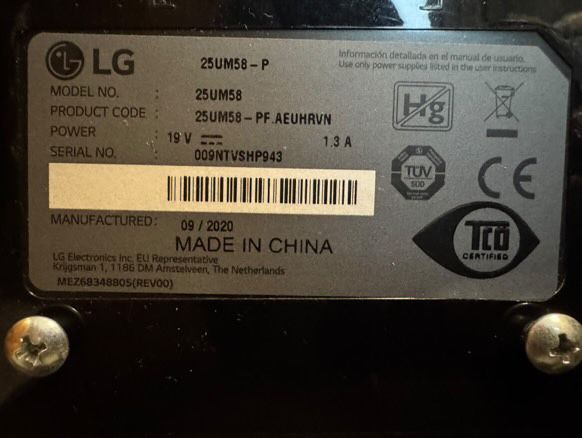 LG
25UM58-P
Información detallada en el manual de usuario.
Use only power supplies listed in the user instructions
MODEL NO. : 25UM58
PRODUCT CODE : 25UM58-PF.AEUHRVN
POWER : 19 V 1.3 A
SERIAL NO. : 009NTVSHP943
Hg
TÜV
SÜD
CE
MANUFACTURED: 09/2020
MADE IN CHINA
TCO
CERTIFIED
LG Electronics Inc. EU Representative
Krijgsman 1, 1186 DM Amstelveen, The Netherlands
MEZ68348805(REV00)